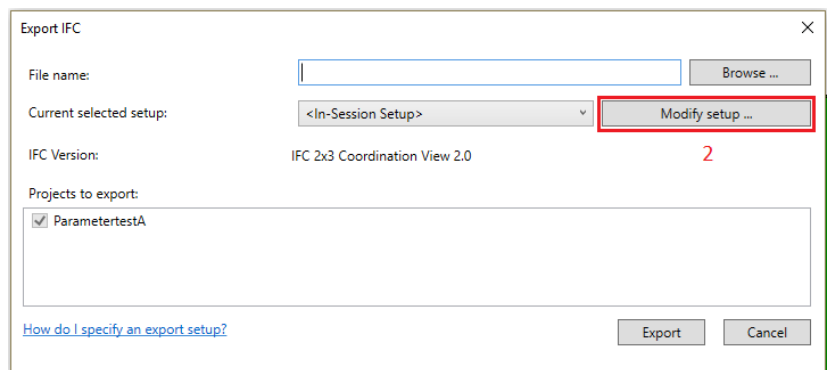 Export IFC
File name:
Browse ...
Current selected setup:
<In-Session Setup>
Modify setup ...
IFC Version:
IFC 2x3 Coordination View 2.0
2
Projects to export:
ParametertestA
How do I specify an export setup?
Export
Cancel